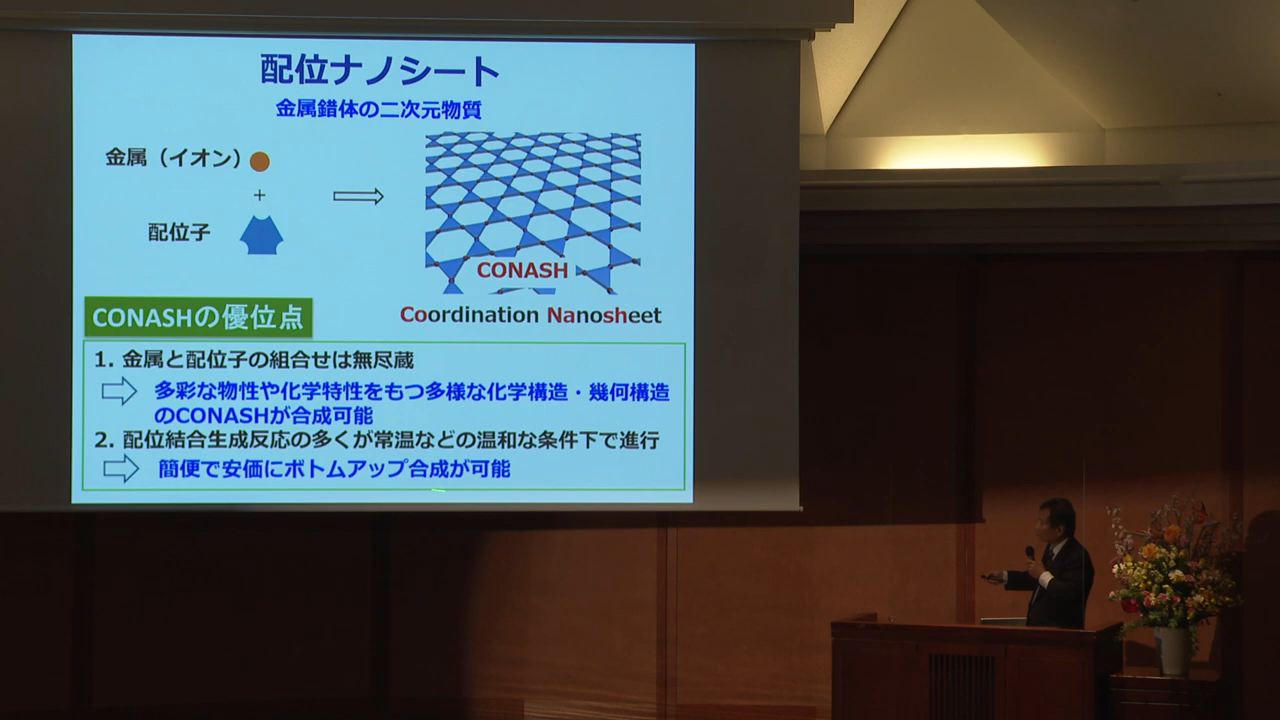 配位ナノシート
金属錯体の二次元物質
金属（イオン）
+
配位子
CONASH
Coordination Nanosheet
CONASHの優位点
1. 金属と配位子の組合せは無尽蔵
多彩な物性や化学特性をもつ多様な化学構造・幾何構造
のCONASHが合成可能
2. 配位結合生成反応の多くが常温などの温和な条件下で進行
簡便で安価にボトムアップ合成が可能